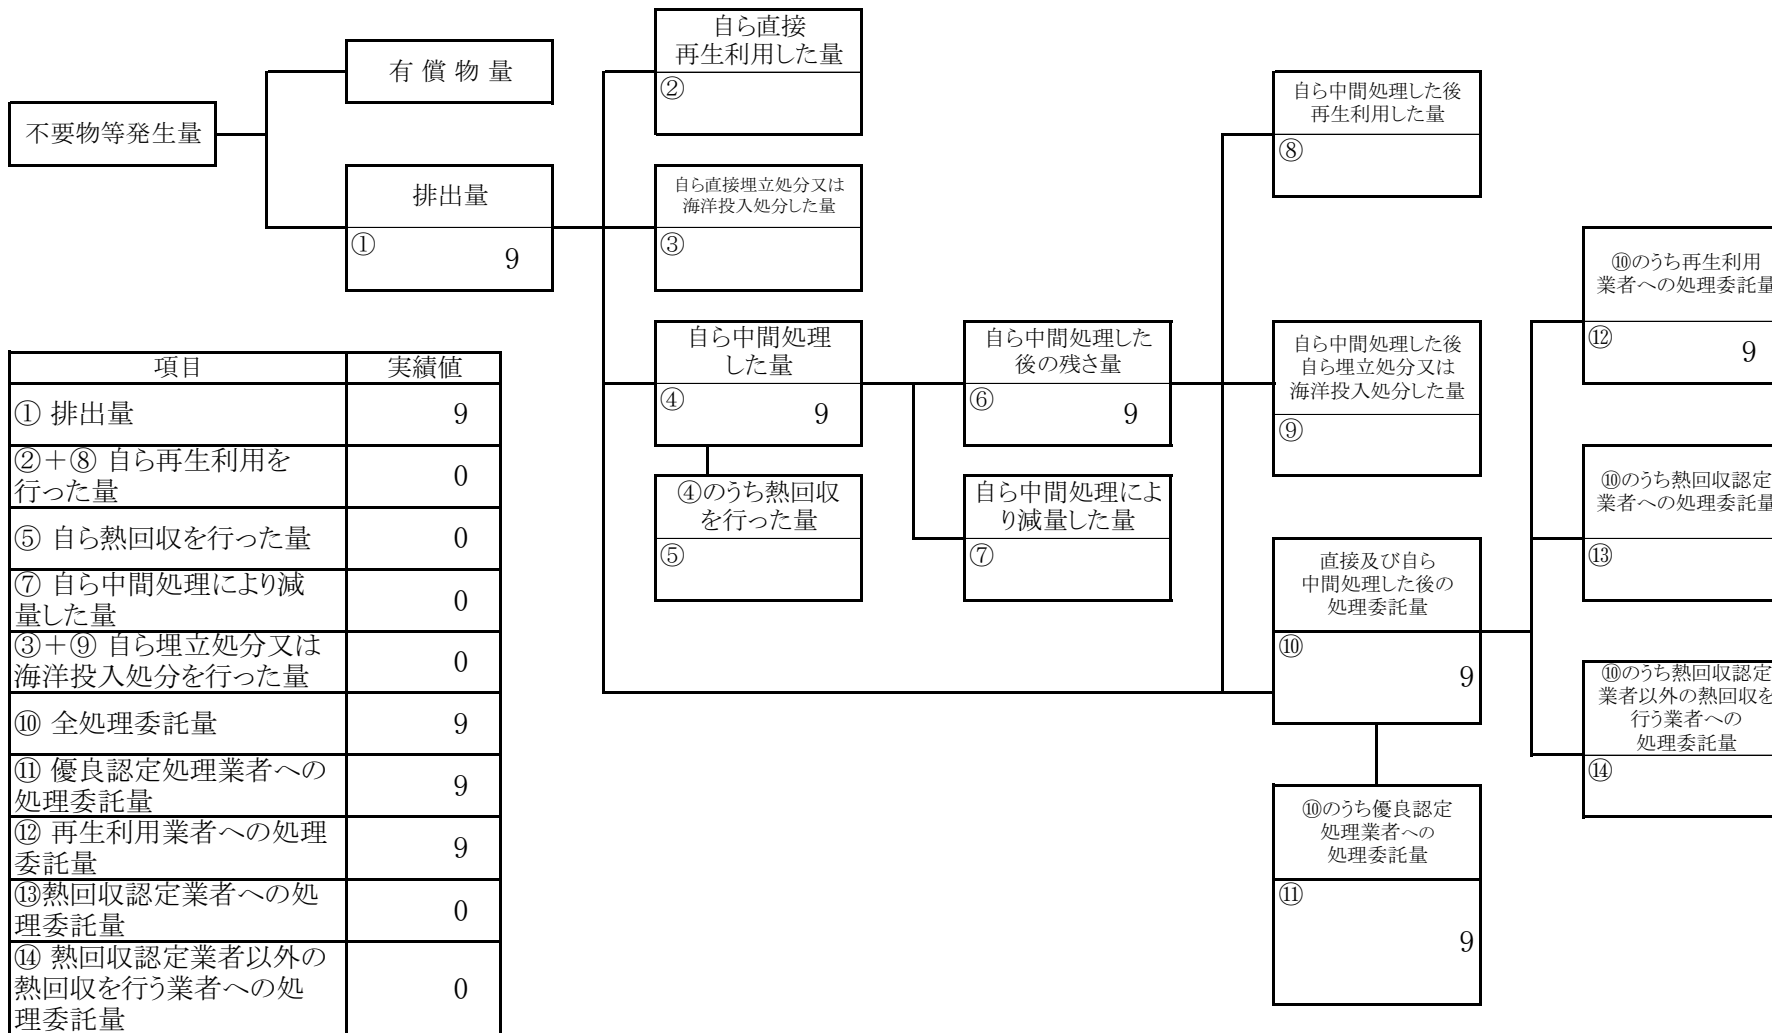 不要物等発生量
有償物量
排出量
①
9
自ら直接
再生利用した量
②
自ら直接埋立処分又は
海洋投入処分した量
③
自ら中間処理
した量
④
9
④のうち熱回収
を行った量
⑤
自ら中間処理した
後の残さ量
⑥
9
自ら中間処理によ
り減量した量
⑦
自ら中間処理した後
再生利用した量
⑧
自ら中間処理した後
自ら埋立処分又は
海洋投入処分した量
⑨
直接及び自ら
中間処理した後の
処理委託量
⑩
9
⑩のうち優良認定
処理業者への
処理委託量
⑪
9
⑩のうち再生利用
業者への処理委託量
⑫
9
⑩のうち熱回収認定
業者への処理委託量
⑬
⑩のうち熱回収認定
業者以外の熱回収を
行う業者への
処理委託量
⑭
項目 実績値
① 排出量 9
②+⑧ 自ら再生利用を
行った量 0
⑤ 自ら熱回収を行った量 0
⑦ 自ら中間処理により減
量した量 0
③+⑨ 自ら埋立処分又は
海洋投入処分を行った量 0
⑩ 全処理委託量 9
⑪ 優良認定処理業者への
処理委託量 9
⑫ 再生利用業者への処理
委託量 9
⑬熱回収認定業者への処
理委託量 0
⑭ 熱回収認定業者以外の
熱回収を行う業者への処
理委託量 0